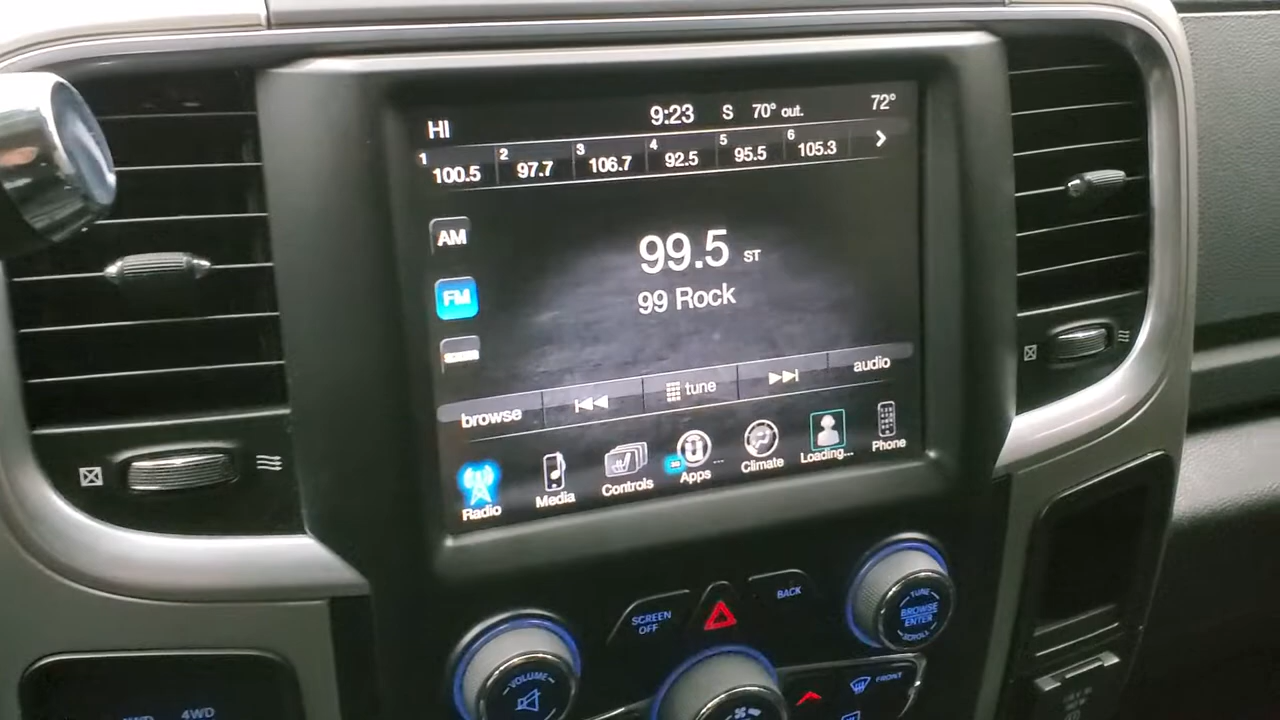 HI 9:23 S 70° out. 72°
1 100.5 2 97.7 3 106.7 4 92.5 5 95.5 6 105.3
AM
99.5 ST
FM
99 Rock
browse tune audio
Radio Media Controls 3G Apps Climate Loading... Phone
SCREEN OFF
BACK
TUNE
BROWSE
ENTER
SCROLL
VOLUME
FRONT
4WD